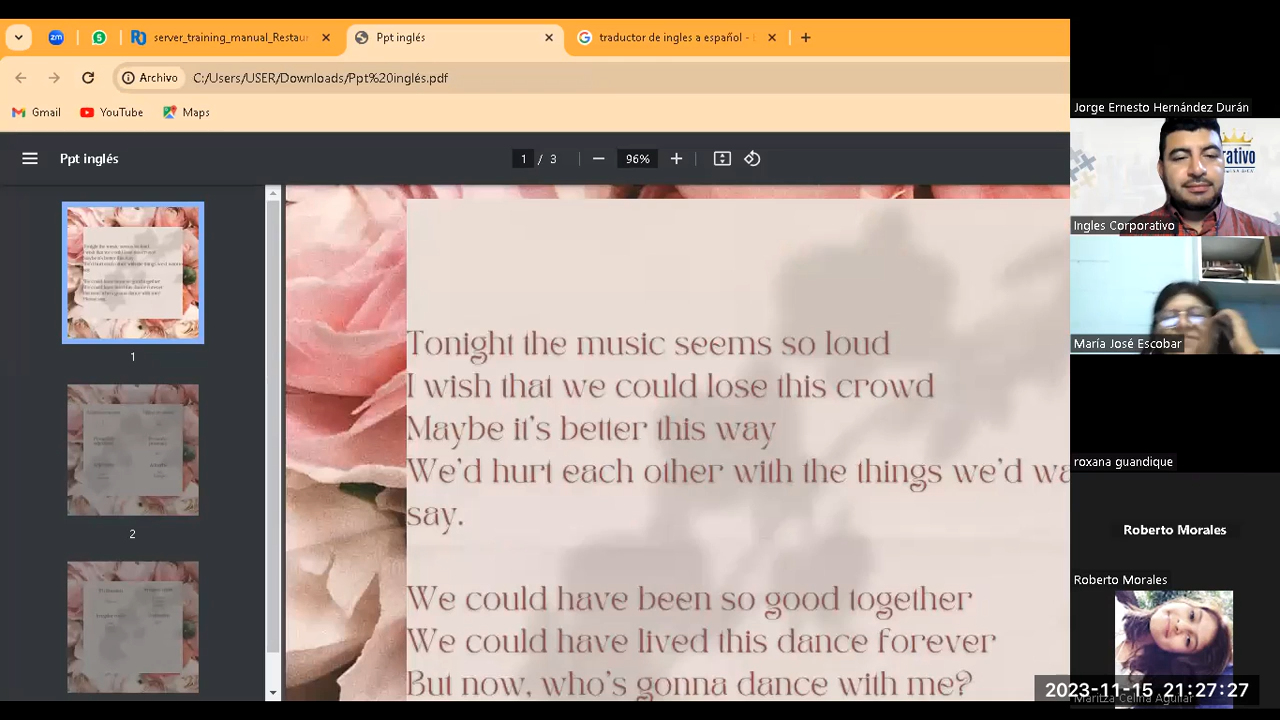 server_training_manual_Restau
Ppt inglés
traductor de ingles a español -
Archivo
C:/Users/USER/Downloads/Ppt%20inglés.pdf
Gmail
YouTube
Maps
Ppt inglés
1 / 3
96%
Tonight the music seems so loud
I wish that we could lose this crowd
Maybe it's better this way
We'd hurt each other with the things we'd wa
say.
We could have been so good together
We could have lived this dance forever
But now, who's gonna dance with me?
1
2
Jorge Ernesto Hernández Durán
Ingles Corporativo
María José Escobar
roxana guandique
Roberto Morales
Roberto Morales
2023-11-15 21:27:27
Maritza Celina Aguilar